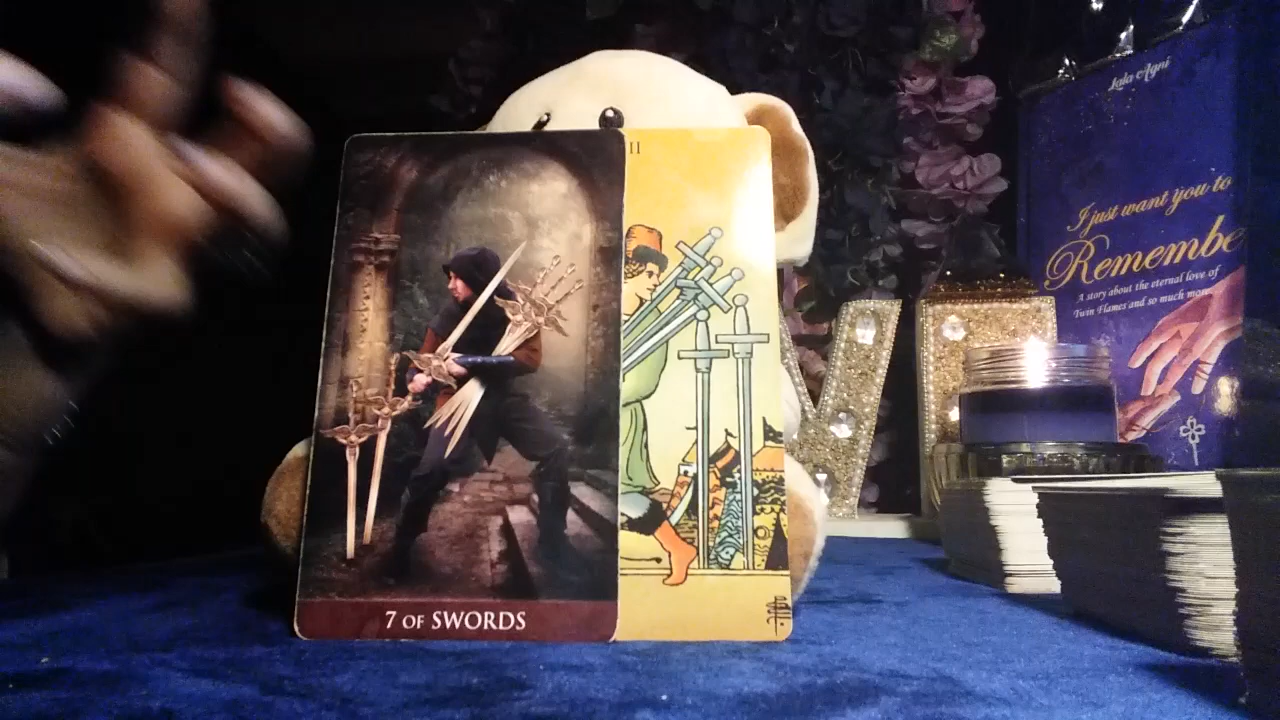 II
7 OF SWORDS
Lala Agni
I just want you to
Remembe
A story about the eternal love of
Twin Flames and so much more